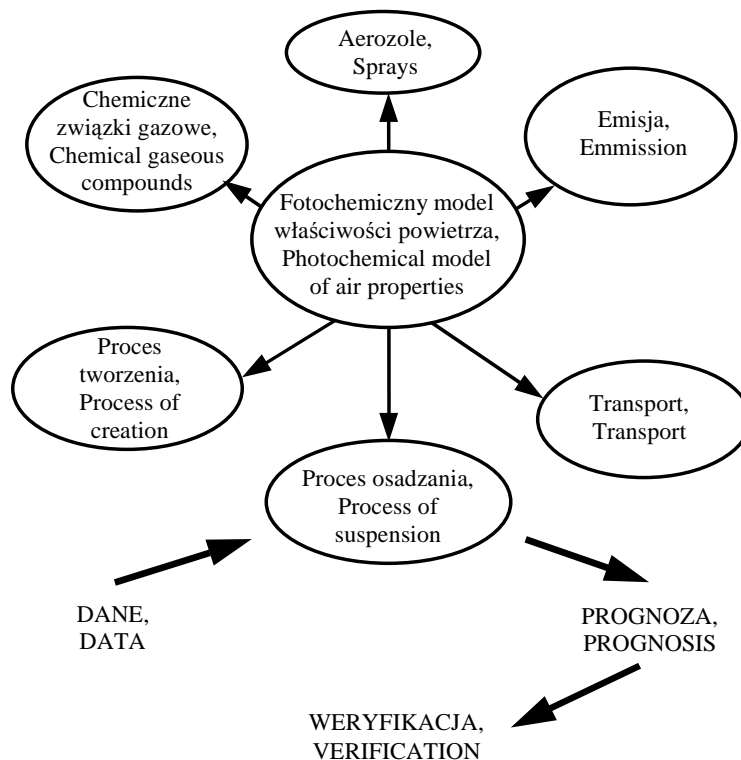 Aerozole,
Sprays
Chemiczne
związki gazowe,
Chemical gaseous
compounds
Emisja,
Emmission
Fotochemiczny model
właściwości powietrza,
Photochemical model
of air properties
Proces
tworzenia,
Process of
creation
Transport,
Transport
Proces osadzania,
Process of
suspension
DANE,
DATA
PROGNOZA,
PROGNOSIS
WERYFIKACJA,
VERIFICATION